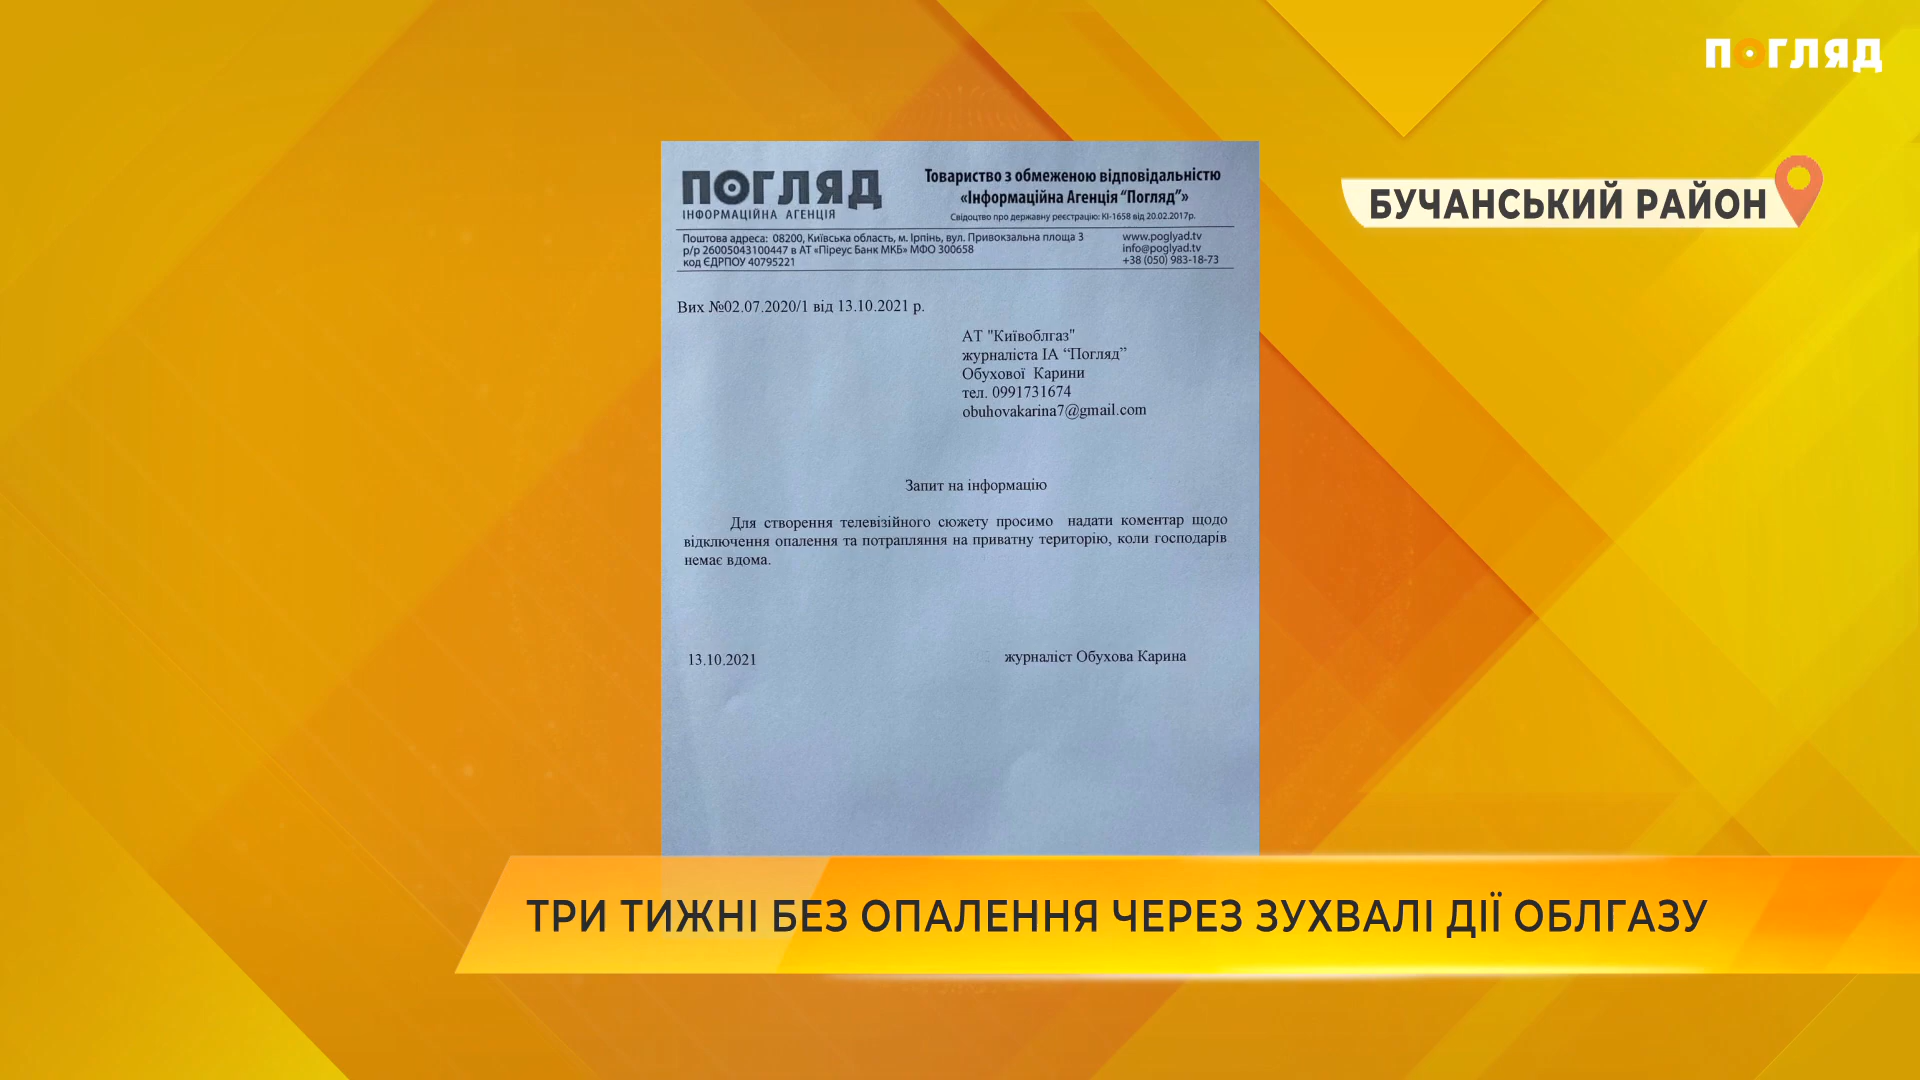 ПОГЛЯД
БУЧАНСЬКИЙ РАЙОН
ПОГЛЯД
ІНФОРМАЦІЙНА АГЕНЦІЯ
Товариство з обмеженою відповідальністю
«Інформаційна Агенція “Погляд”»
Свідоцтво про державну реєстрацію: КІ-1658 від 20.02.2017р.
Поштова адреса: 08200, Київська область, м. Ірпінь, вул. Привокзальна площа 3
р/р 26005043100447 в АТ «Піреус Банк МКБ» МФО 300658
код ЄДРПОУ 40795221
www.poglyad.tv
info@poglyad.tv
+38 (050) 983-18-73
Вих №02.07.2020/1 від 13.10.2021 р.
АТ "Київоблгаз"
журналіста ІА “Погляд”
Обухової Карини
тел. 0991731674
obuhovakarina7@gmail.com
Запит на інформацію
Для створення телевізійного сюжету просимо надати коментар щодо
відключення опалення та потрапляння на приватну територію, коли господарів
немає вдома.
13.10.2021
журналіст Обухова Карина
ТРИ ТИЖНІ БЕЗ ОПАЛЕННЯ ЧЕРЕЗ ЗУХВАЛІ ДІЇ ОБЛГАЗУ